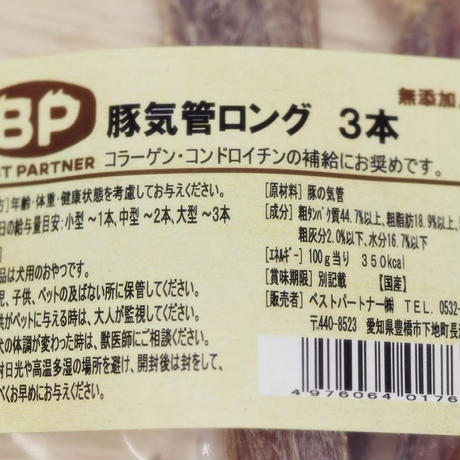 無添加
BP
ST PARTNER
豚気管ロング 3本
コラーゲン・コンドロイチンの補給にお奨めです。
方]年齢・体重・健康状態を考慮してお与えください。
日の給与量目安:小型 ～1本、中型 ～2本、大型 ～3本
]
品は犬用のおやつです。
児、子供、ペットの及ばない所に保管してください。
供がペットに与える時は、大人が監視してください。
犬の体調が変わった時は、獣医師にご相談ください。
射日光や高温多湿の場所を避け、開封後は封をして、
べくお早めにお与えください。
[原材料] 豚の気管
[成分] 粗タンパク質44.7%以上、粗脂肪18.9%以上、
粗灰分2.0%以下、水分16.7%以下
[エネルギー] 100g当り 350kcal
[賞味期限] 別記載 【国産】
[販売者] ベストパートナー㈱ TEL. 0532-
〒440-8523 愛知県豊橋市下地町長
4 976064 0176